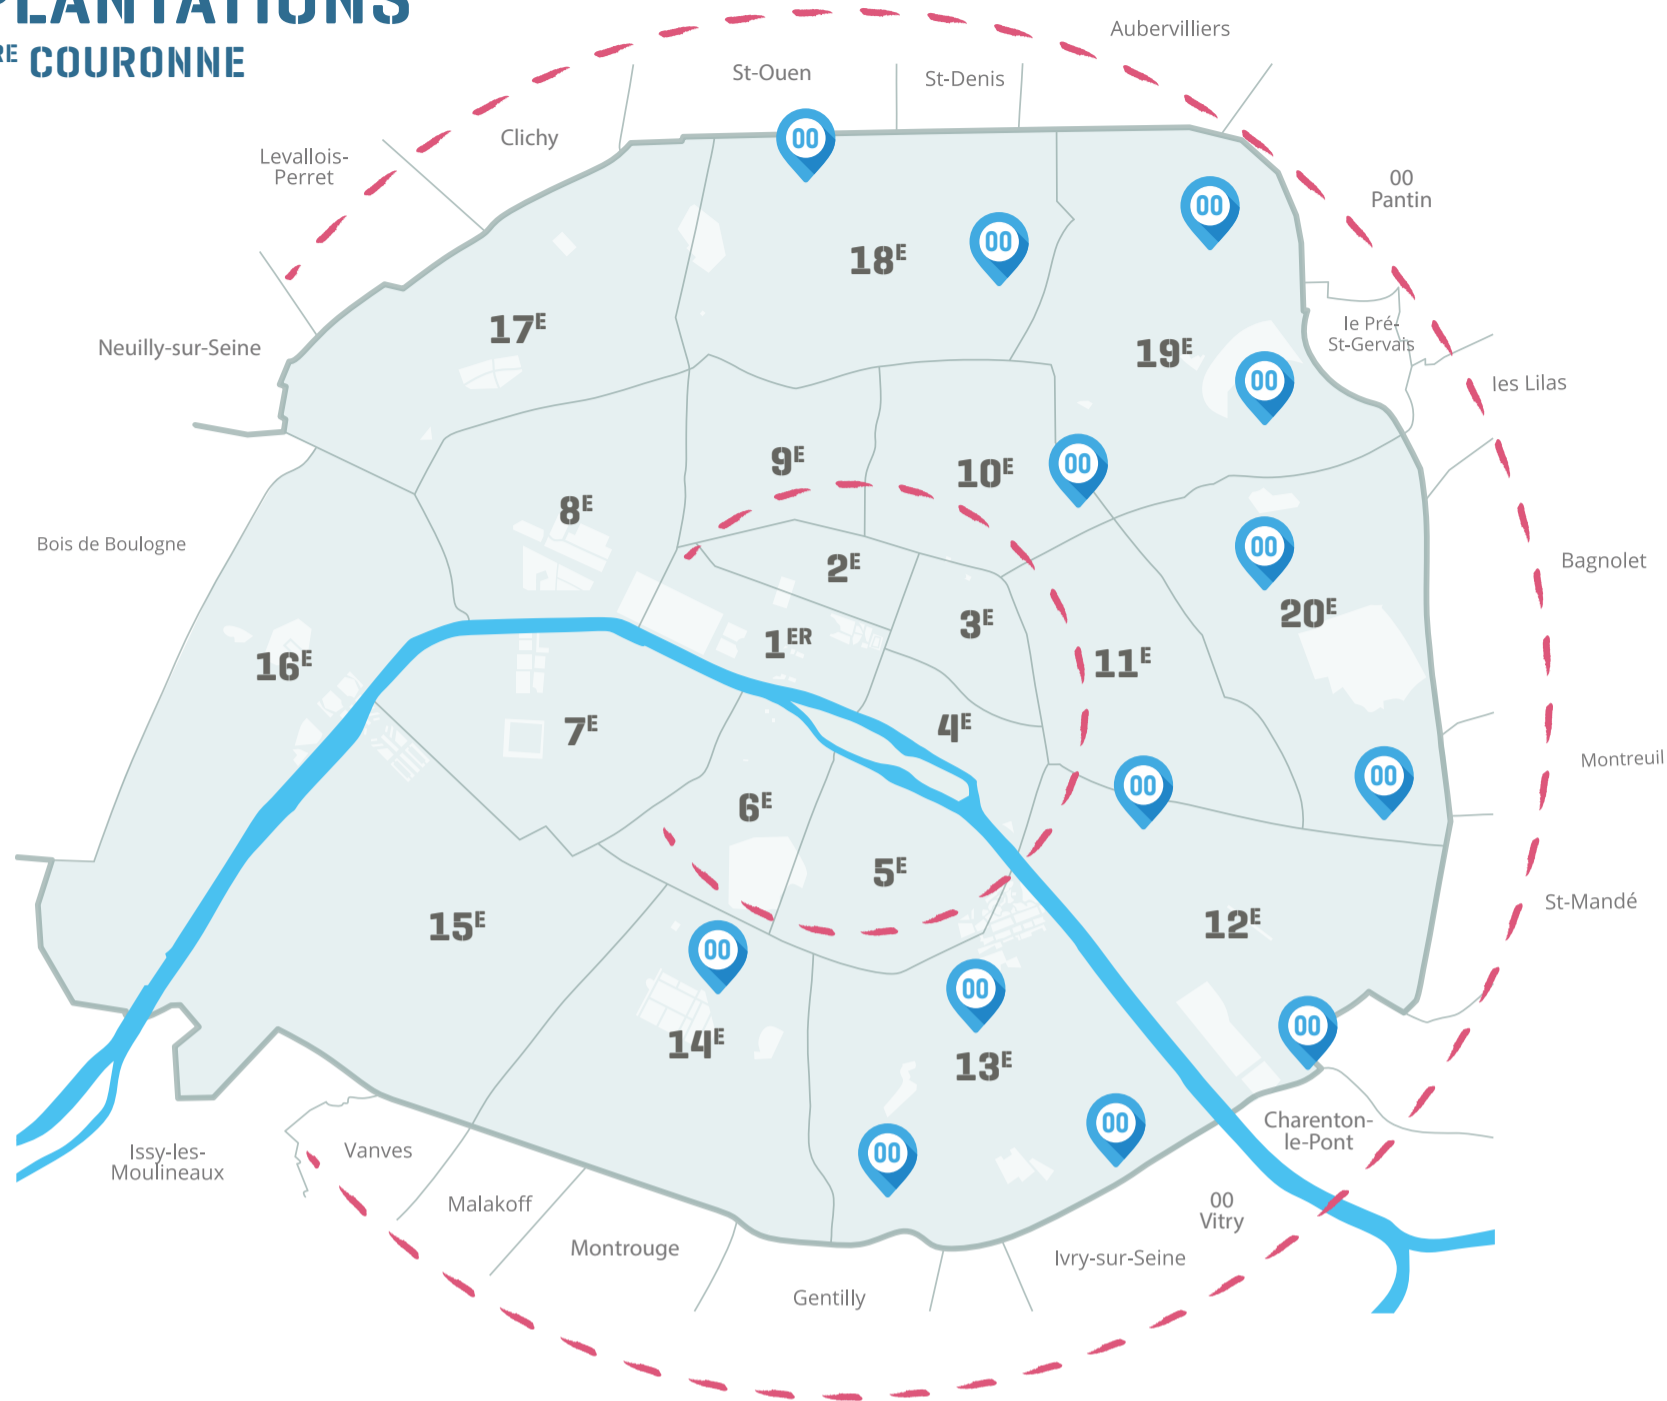 PLANTATIONS
RE COURONNE
Aubervilliers
St-Ouen
St-Denis
Clichy
Levallois-
Perret
00
00
Pantin
00
00
18E
17E
le Pré-
St-Gervais
Neuilly-sur-Seine
19E
00
les Lilas
9E
10E
00
8E
Bois de Boulogne
00
Bagnolet
2E
20E
3E
1ER
16E
11E
7E
4E
Montreuil
00
00
6E
5E
St-Mandé
15E
12E
00
00
00
14E
13E
Charenton-
le-Pont
00
00
Issy-les-
Moulineaux
Vanves
Malakoff
00
Vitry
Montrouge
Ivry-sur-Seine
Gentilly